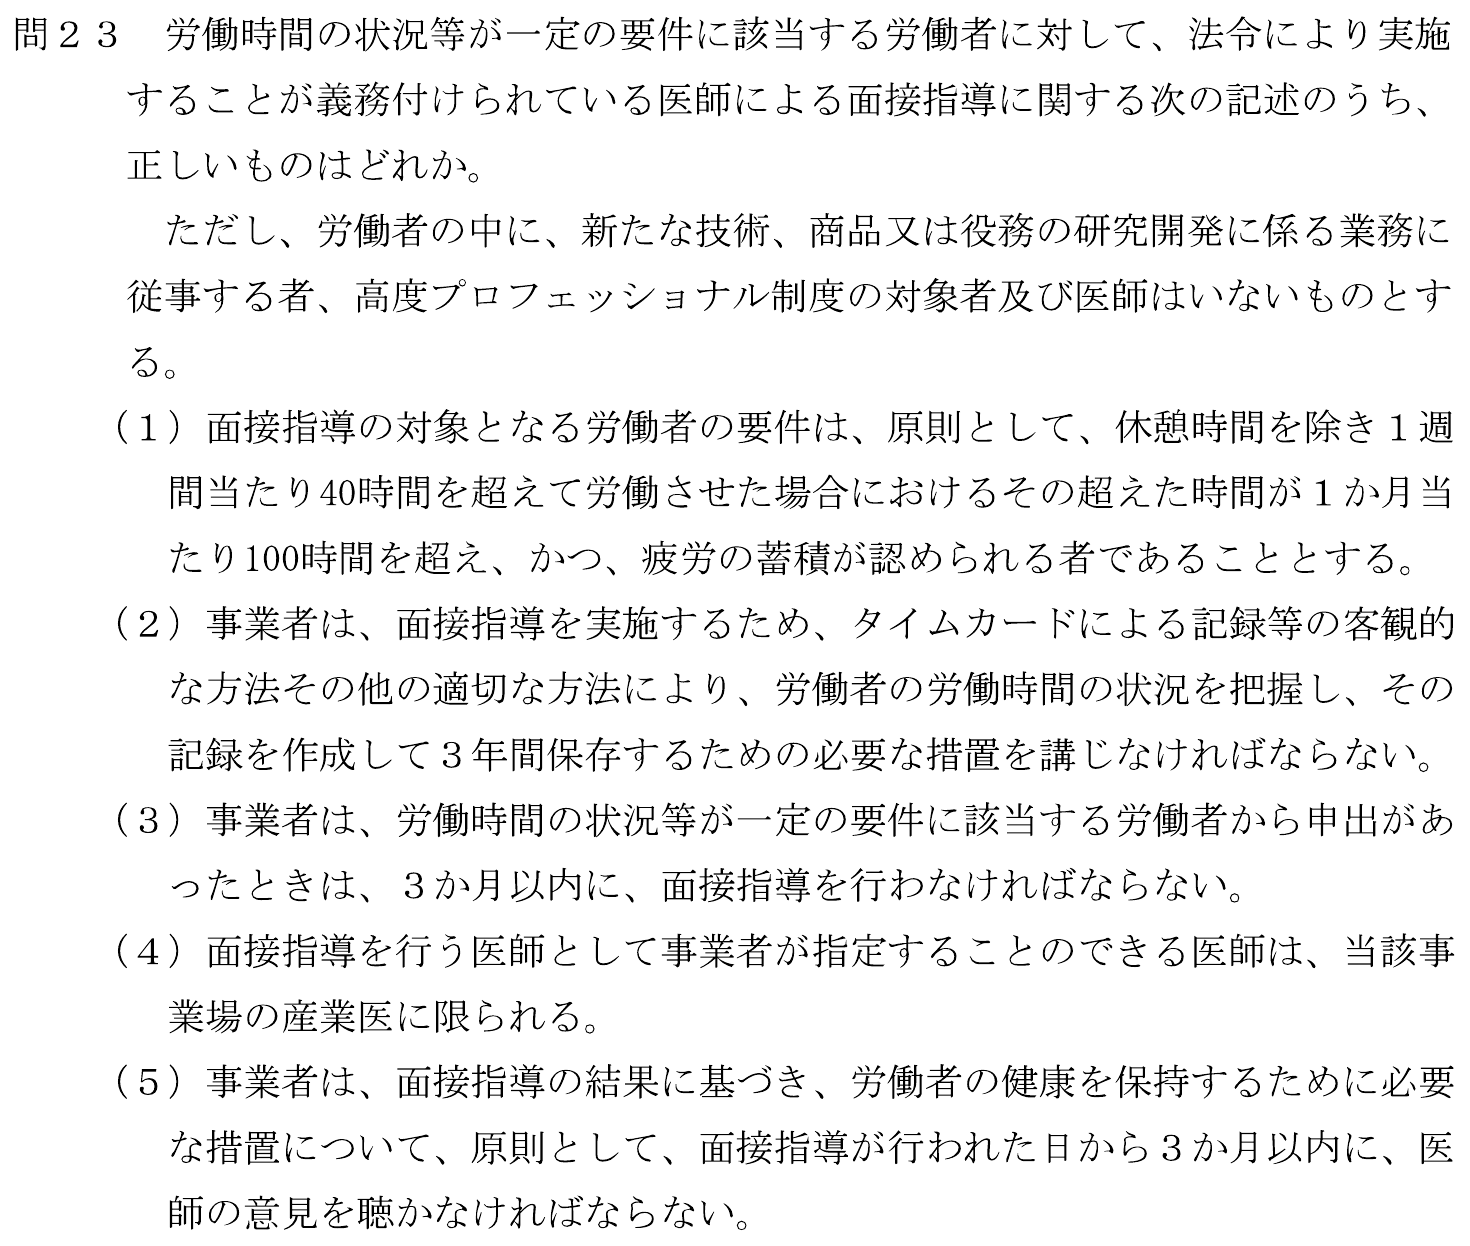 問２３　労働時間の状況等が一定の要件に該当する労働者に対して、法令により実施
することが義務付けられている医師による面接指導に関する次の記述のうち、
正しいものはどれか。
ただし、労働者の中に、新たな技術、商品又は役務の研究開発に係る業務に
従事する者、高度プロフェッショナル制度の対象者及び医師はいないものとす
る。
（１）面接指導の対象となる労働者の要件は、原則として、休憩時間を除き１週
間当たり40時間を超えて労働させた場合におけるその超えた時間が１か月当
たり100時間を超え、かつ、疲労の蓄積が認められる者であることとする。
（２）事業者は、面接指導を実施するため、タイムカードによる記録等の客観的
な方法その他の適切な方法により、労働者の労働時間の状況を把握し、その
記録を作成して３年間保存するための必要な措置を講じなければならない。
（３）事業者は、労働時間の状況等が一定の要件に該当する労働者から申出があ
ったときは、３か月以内に、面接指導を行わなければならない。
（４）面接指導を行う医師として事業者が指定することのできる医師は、当該事
業場の産業医に限られる。
（５）事業者は、面接指導の結果に基づき、労働者の健康を保持するために必要
な措置について、原則として、面接指導が行われた日から３か月以内に、医
師の意見を聴かなければならない。